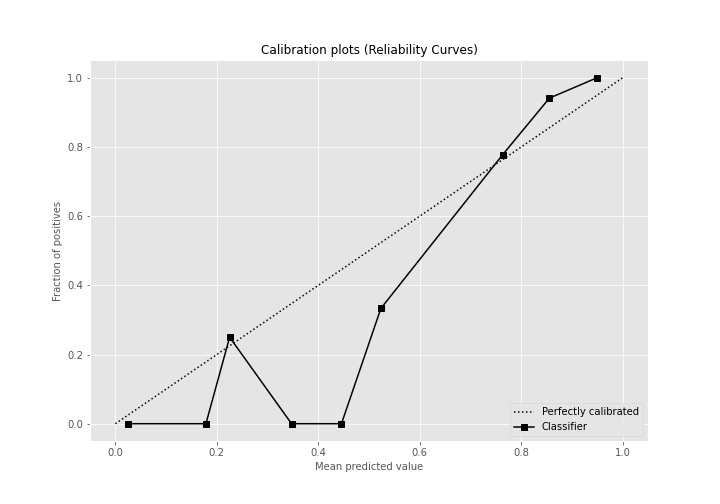 Calibration plots (Reliability Curves)
Fraction of positives
1.0
0.8
0.6
0.4
0.2
0.0
0.0 0.2 0.4 0.6 0.8 1.0
Mean predicted value
Perfectly calibrated
Classifier